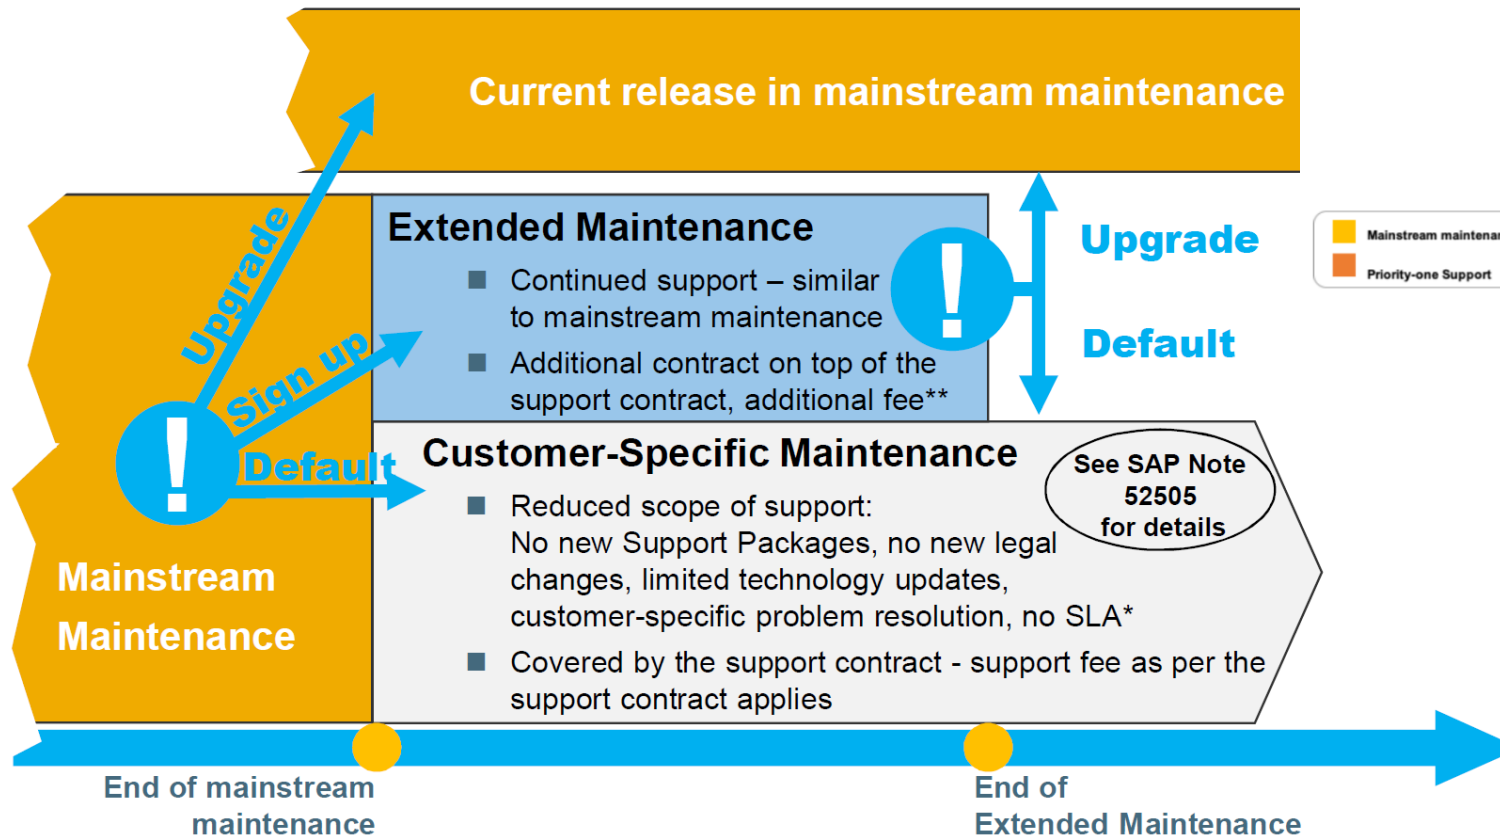 Current release in mainstream maintenance
Upgrade
Sign up
Default
Mainstream
Maintenance
Extended Maintenance
Continued support – similar
to mainstream maintenance
Additional contract on top of the
support contract, additional fee**
!
!
Upgrade
Default
Mainstream maintenan
Priority-one Support
Customer-Specific Maintenance
Reduced scope of support:
No new Support Packages, no new legal
changes, limited technology updates,
customer-specific problem resolution, no SLA*
Covered by the support contract - support fee as per the
support contract applies
See SAP Note
52505
for details
End of mainstream
maintenance
End of
Extended Maintenance